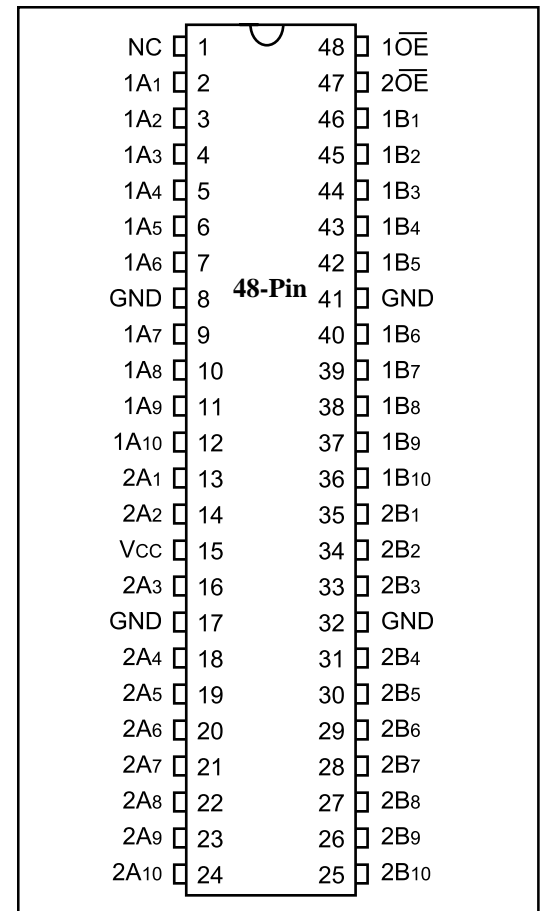 NC 1 48 1O̅E̅
1A1 2 47 2O̅E̅
1A2 3 46 1B1
1A3 4 45 1B2
1A4 5 44 1B3
1A5 6 43 1B4
1A6 7 42 1B5
GND 8 48-Pin 41 GND
1A7 9 40 1B6
1A8 10 39 1B7
1A9 11 38 1B8
1A10 12 37 1B9
2A1 13 36 1B10
2A2 14 35 2B1
VCC 15 34 2B2
2A3 16 33 2B3
GND 17 32 GND
2A4 18 31 2B4
2A5 19 30 2B5
2A6 20 29 2B6
2A7 21 28 2B7
2A8 22 27 2B8
2A9 23 26 2B9
2A10 24 25 2B10